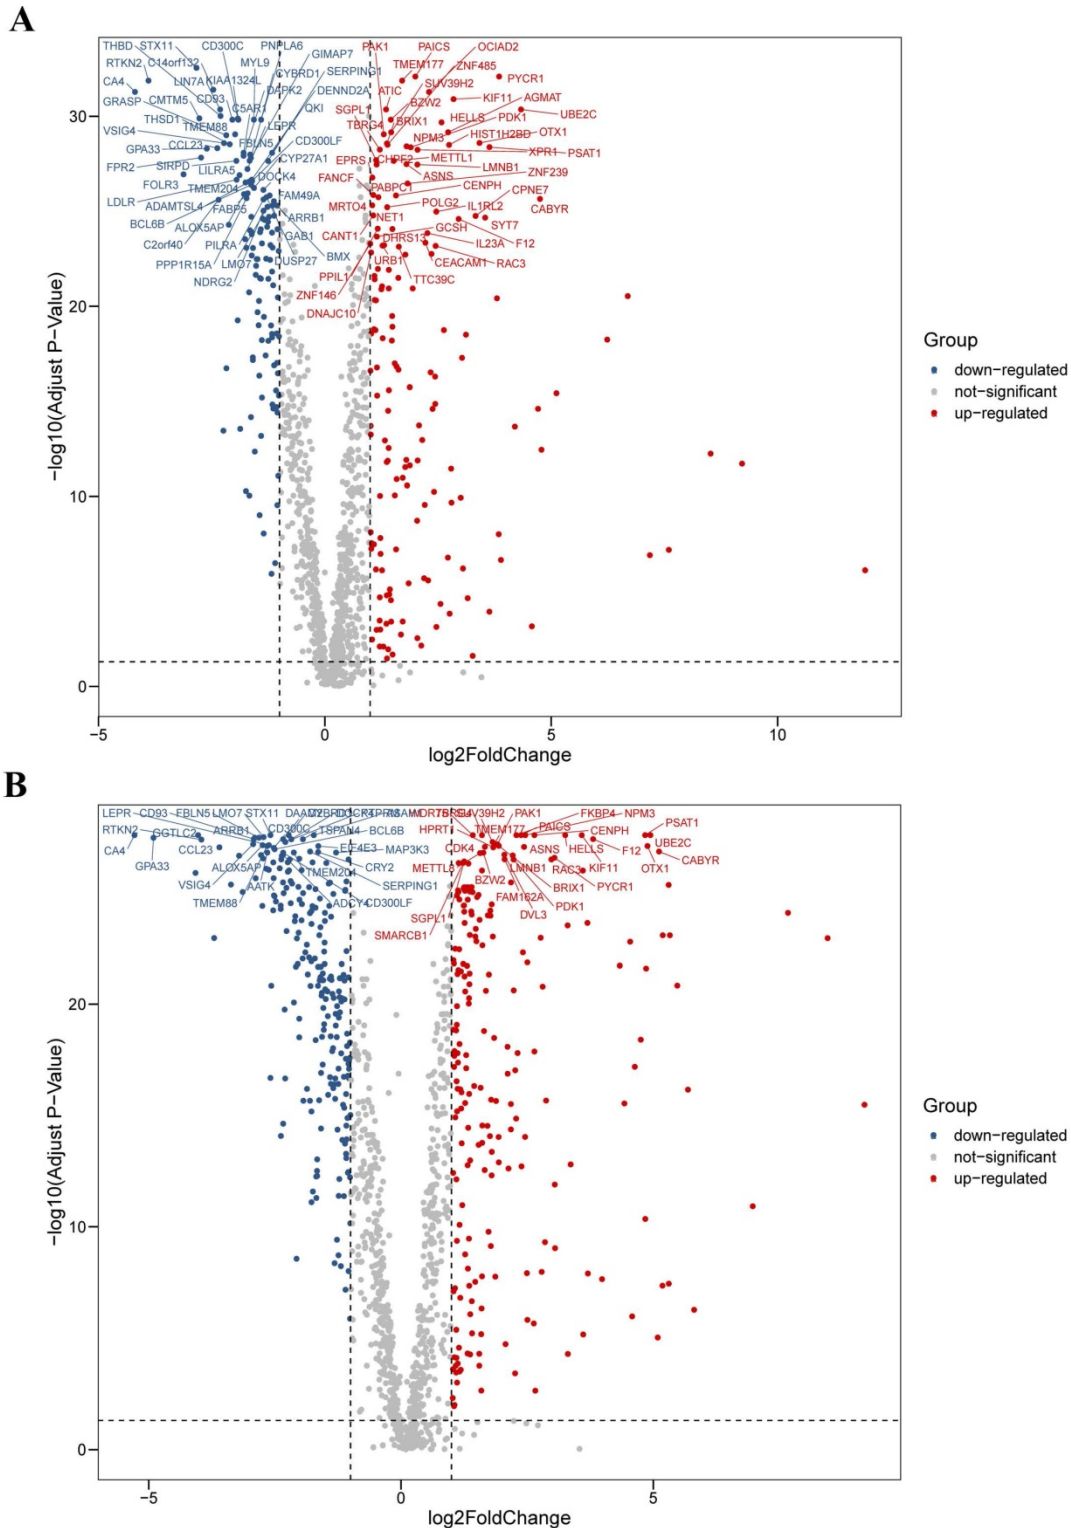 A
THBD STX11 CD300C PNPLA6
GIMAP7
RTKN2 C14orf132 MYL9
CYBRD1 SERPING1
CA4 LIN7A KIAA1324L
DAPK2 DENND2A
GRASP CMTM5 CD93
C5AR1 QKI
THSD1 TMEM88 LEPR
VSIG4 FBLN5 CD300LF
GPA33 CCL23 CYP27A1
FPR2 SIRPD LILRA5
FOLR3 TMEM204 DOCK4
LDLR ADAMTSL4 FABP5 FAM49A
BCL6B ALOX5AP ARRB1
C2orf40 PILRA GAB1
PPP1R15A LMO7 DUSP27 BMX
NDRG2
PAK1 PAICS OCIAD2
TMEM177 ZNF485
SUV39H2 PYCR1
ATIC KIF11 AGMAT
SGPL1 BZW2 UBE2C
TBRG4 BRIX1 HELLS PDK1
NPM3 HIST1H2BD OTX1
XPR1 PSAT1
EPRS CHPF2 METTL1 LMNB1
FANCF ASNS ZNF239
PABPC1 CENPH CPNE7
MRTO4 POLG2 IL1RL2 CABYR
NET1 SYT7
CANT1 GCSH
DHRS13 IL23A F12
URB1 CEACAM1 RAC3
PPIL1 TTC39C
ZNF146
DNAJC10
30
20
10
0
−log10(Adjust P−Value)
−5 0 5 10
log2FoldChange
Group
down−regulated
not−significant
up−regulated
B
LEPR CD93 FBLN5 LMO7 STX11
RTKN2 GGTLC2 ARRB1 CD300C TSPAN4 BCL6B
CA4 CCL23 EIF4E3 MAP3K3
GPA33 ALOX5AP CRY2
VSIG4 AATK TMEM204 SERPING1
TMEM88 ADCY4 CD300LF
SUV39H2 PAK1 FKBP4 NPM3
HPRT1 TMEM177 PAICS CENPH PSAT1
CDK4 ASNS HELLS F12 UBE2C
CABYR
LMNB1 RAC3 KIF11 OTX1
BZW2 BRIX1 PYCR1
FAM162A PDK1
SGPL1 DVL3
SMARCB1
20
10
0
−log10(Adjust P−Value)
−5 0 5
log2FoldChange
Group
down−regulated
not−significant
up−regulated